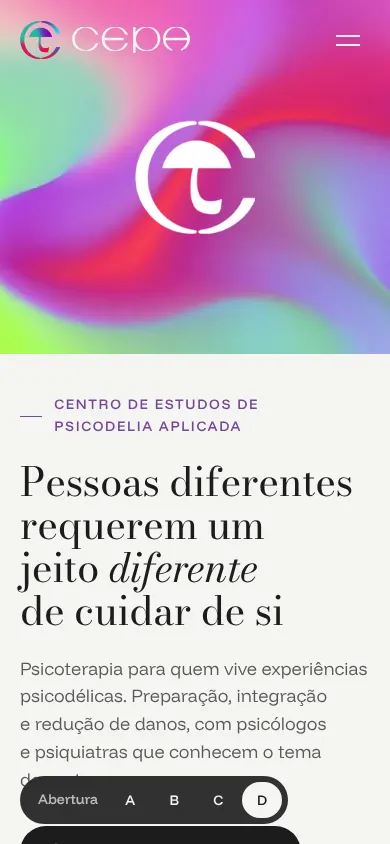 CEPA
CENTRO DE ESTUDOS DE
PSICODELIA APLICADA
Pessoas diferentes
requerem um
jeito diferente
de cuidar de si
Psicoterapia para quem vive experiências
psicodélicas. Preparação, integração
e redução de danos, com psicólogos
e psiquiatras que conhecem o tema
Abertura A B C D